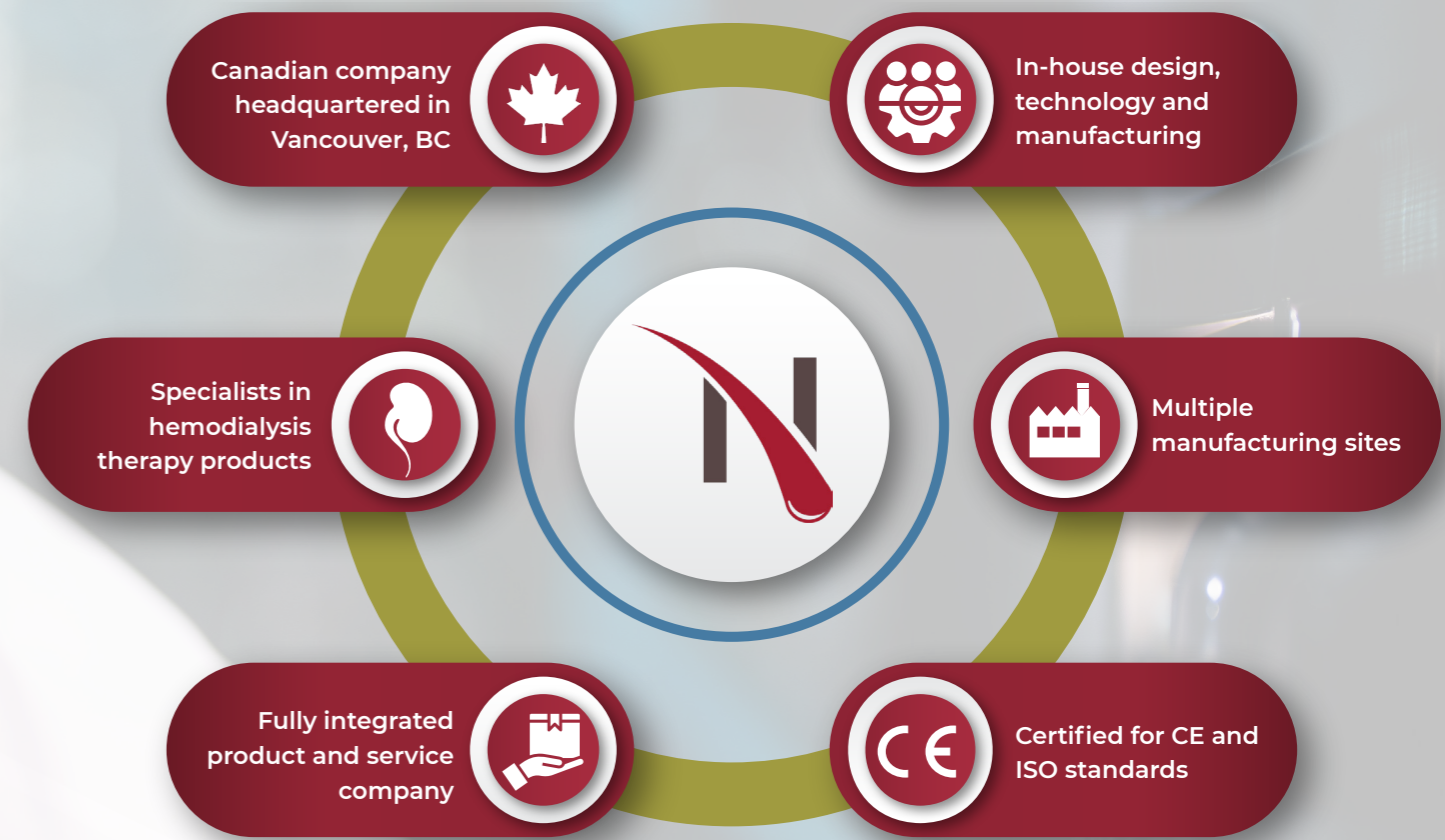 Canadian company
headquartered in
Vancouver, BC
In-house design,
technology and
manufacturing
Specialists in
hemodialysis
therapy products
N
Multiple
manufacturing sites
Fully integrated
product and service
company
CE
Certified for CE and
ISO standards